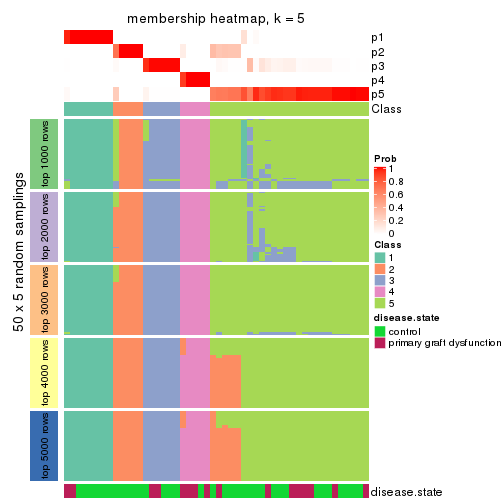 membership heatmap, k = 5
p1
p2
p3
p4
p5
Class
50 x 5 random samplings
top 1000 rows
top 2000 rows
top 3000 rows
top 4000 rows
top 5000 rows
disease.state
Prob
1
0.8
0.6
0.4
0.2
0
Class
1
2
3
4
5
disease.state
control
primary graft dysfunction